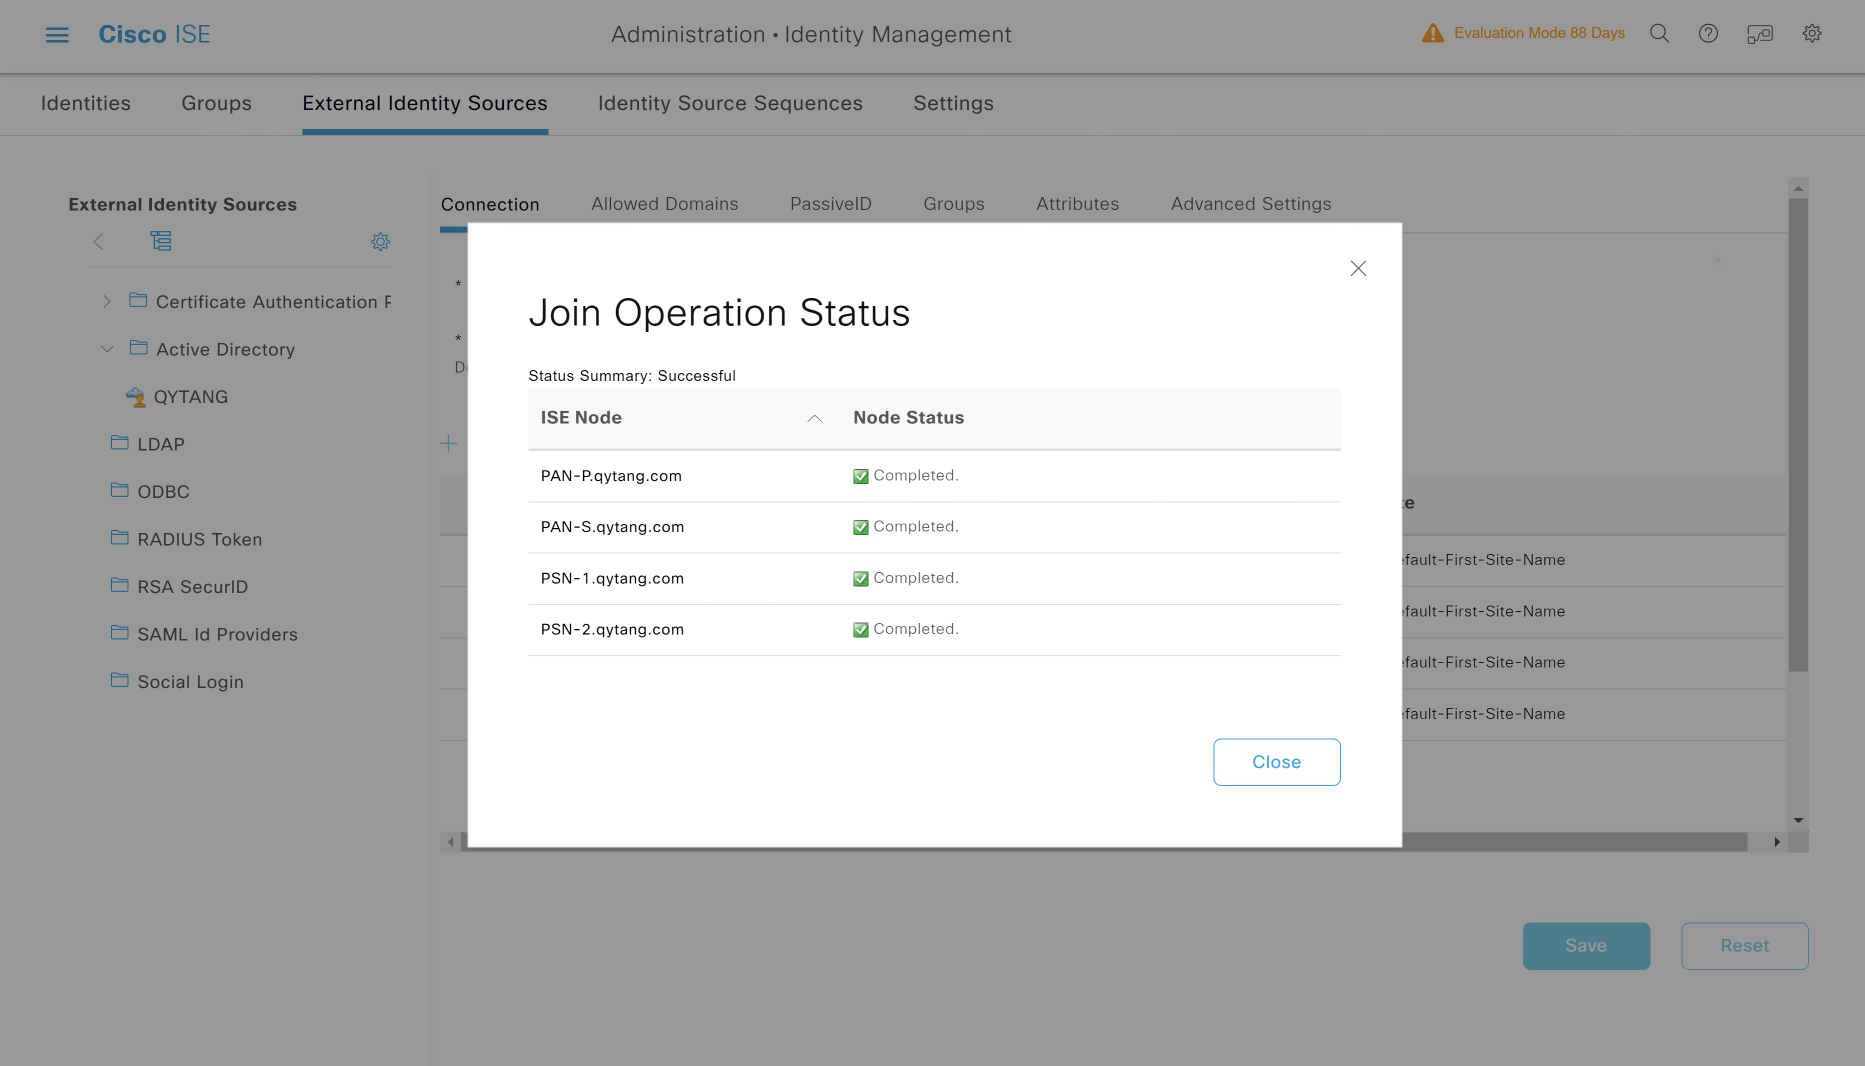 Cisco ISE
Administration • Identity Management
Evaluation Mode 88 Days
Identities
Groups
External Identity Sources
Identity Source Sequences
Settings
External Identity Sources
Certificate Authentication
Active Directory
QYTANG
LDAP
ODBC
RADIUS Token
RSA SecurID
SAML Id Providers
Social Login
Connection
Allowed Domains
PassiveID
Groups
Attributes
Advanced Settings
*
*
Join Operation Status
Status Summary: Successful
ISE Node
Node Status
PAN-P.qytang.com
Completed.
PAN-S.qytang.com
Completed.
PSN-1.qytang.com
Completed.
PSN-2.qytang.com
Completed.
Close
efault-First-Site-Name
efault-First-Site-Name
efault-First-Site-Name
efault-First-Site-Name
Save
Reset